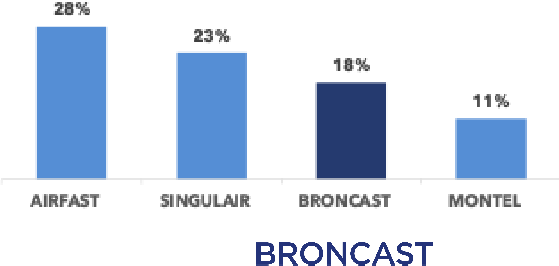 28%
23%
18%
11%
AIRFAST SINGULAIR BRONCAST MONTEL
BRONCAST